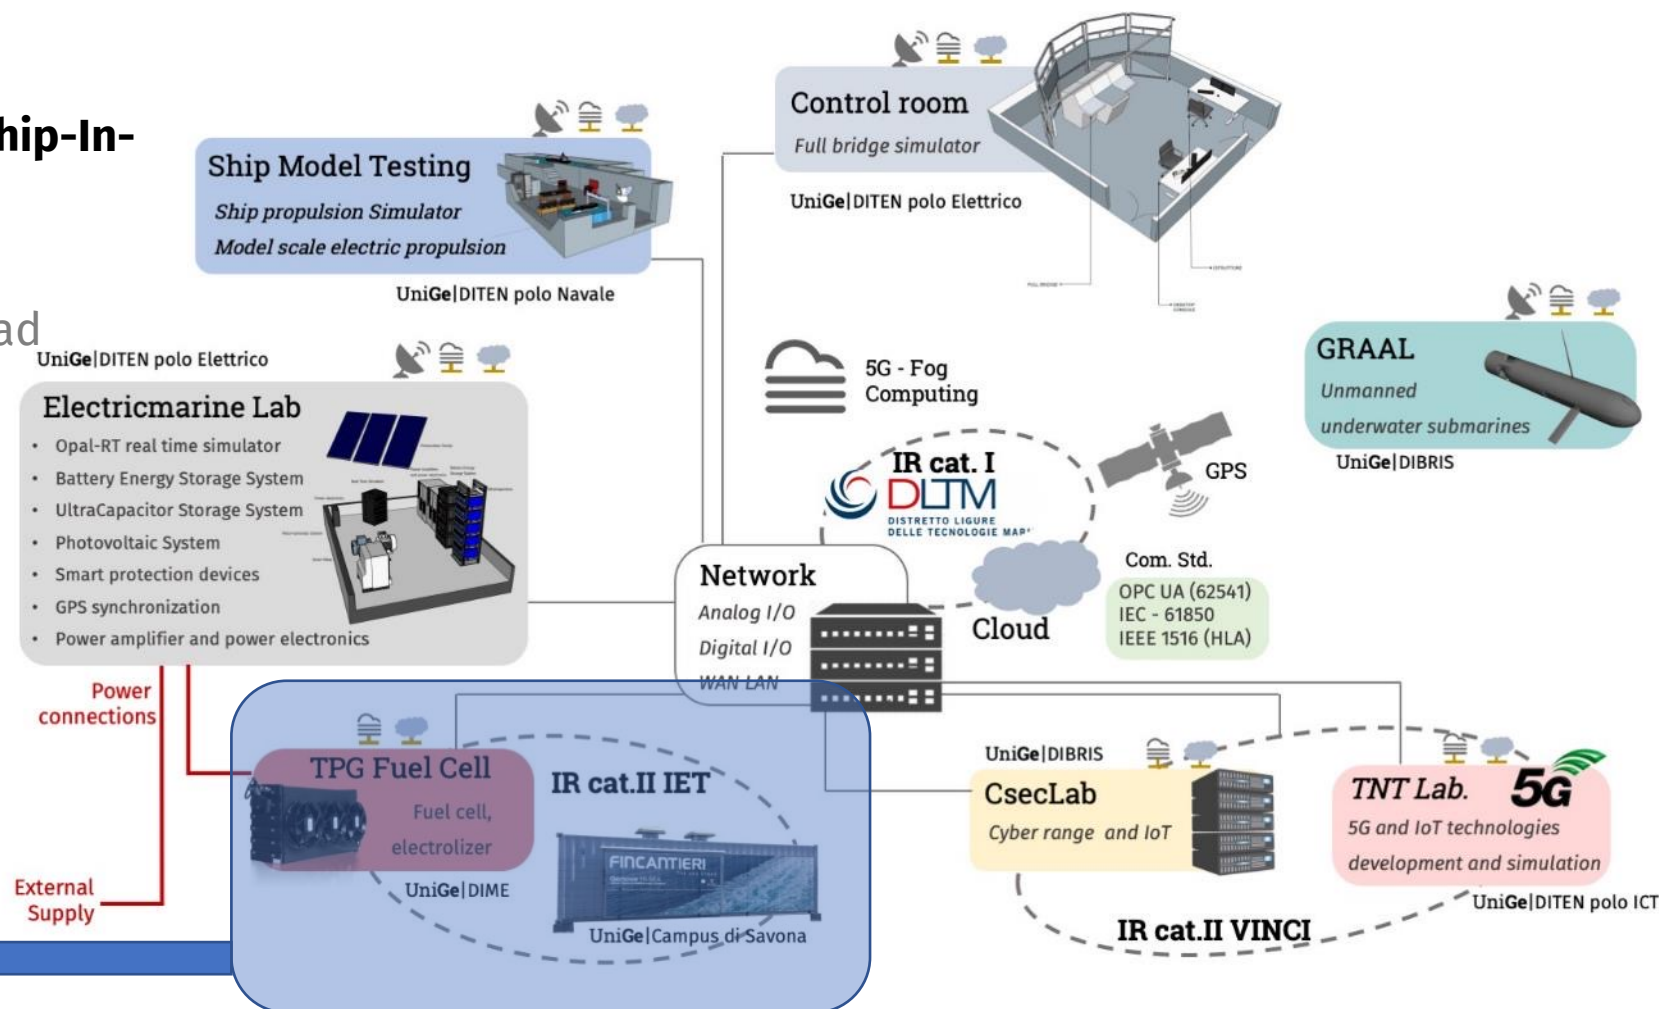 hip-In-
ad
Control room
Full bridge simulator
UniGe|DITEN polo Elettrico
Ship Model Testing
Ship propulsion Simulator
Model scale electric propulsion
UniGe|DITEN polo Navale
UniGe|DITEN polo Elettrico
Electricmarine Lab
• Opal-RT real time simulator
• Battery Energy Storage System
• UltraCapacitor Storage System
• Photovoltaic System
• Smart protection devices
• GPS synchronization
• Power amplifier and power electronics
5G - Fog
Computing
GRAAL
Unmanned
underwater submarines
UniGe|DIBRIS
IR cat. I
DLTM
DISTRETTO LIGURE
DELLE TECNOLOGIE MAR
GPS
Network
Analog I/O
Digital I/O
WAN LAN
Cloud
Com. Std.
OPC UA (62541)
IEC - 61850
IEEE 1516 (HLA)
Power
connections
External
Supply
TPG Fuel Cell
Fuel cell,
electrolizer
UniGe|DIME
IR cat.II IET
FINCANTIERI
UniGe|Campus di Savona
UniGe|DIBRIS
CsecLab
Cyber range and IoT
TNT Lab.
5G
5G and IoT technologies
development and simulation
UniGe|DITEN polo ICT
IR cat.II VINCI